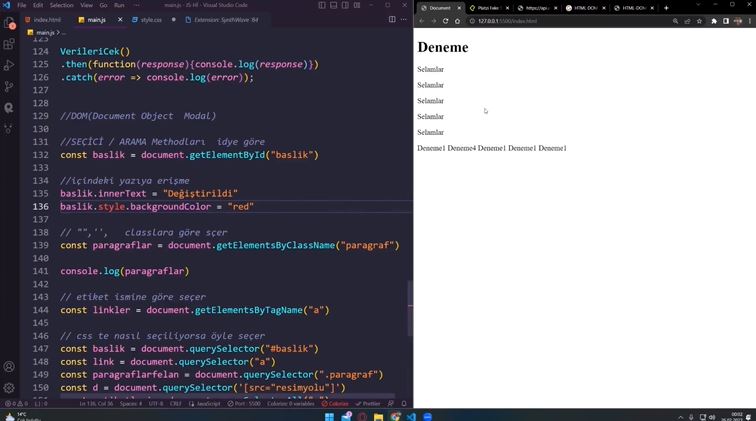 File Edit Selection View Go Run ··· main.js - JS HI - Visual Studio Code
index.html main.js style.css Extension: SynthWave '84
main.js > ...
123
124 VerileriCek()
125 .then(function(response){console.log(response)})
126 .catch(error => console.log(error));
127
128
129 //DOM(Document Object Modal)
130
131 //SEÇİCİ / ARAMA Methodları idye göre
132 const baslik = document.getElementById("baslik")
133
134 //içindeki yazıya erişme
135 baslik.innerText = "Değiştirildi"
136 baslik.style.backgroundColor = "red"
137
138 // "",'', classlara göre sçer
139 const paragraflar = document.getElementsByClassName("paragraf")
140
141 console.log(paragraflar)
142
143 // etiket ismine göre seçer
144 const linkler = document.getElementsByTagName("a")
145
146 // css te nasıl seçiliyorsa öyle seçer
147 const baslik = document.querySelector("#baslik")
148 const link = document.querySelector("a")
149 const paragraflarfelan = document.querySelector(".paragraf")
150 const d = document.querySelector('[src="resimyolu"]')
151
Ln 136, Col 36 Spaces: 4 UTF-8 CRLF JavaScript Port : 5500 Colorize: 0 variables Colorize Prettier
Document Platzi Fake https://api. HTML DOM HTML DOM
127.0.0.1:5500/index.html
Deneme
Selamlar
Selamlar
Selamlar
Selamlar
Selamlar
Deneme1 Deneme4 Deneme1 Deneme1 Deneme1
14°C
00:02
26.02.2023